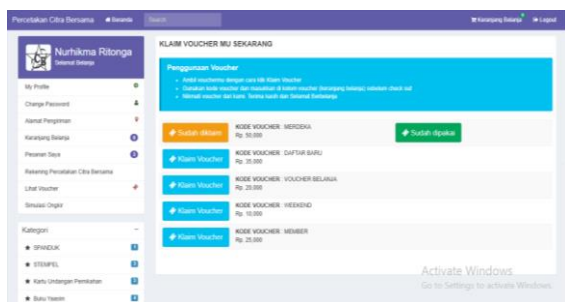 Percetakan Citra Bersama
Beranda
Search
Keranjang Belanja
Logout
Nurhikma Ritonga
Selamat Belanja
My Profile
Change Password
Alamat Pengiriman
Keranjang Belanja
Pesanan Saya
Rekening Percetakan Citra Bersama
Lihat Voucher
Simulasi Ongkir
Kategori
SPANDUK
STEMPEL
Kartu Undangan Pernikahan
Buku Yaasin
KLAIM VOUCHER MU SEKARANG
Penggunaan Voucher
Ambil vouchermu dengan cara klik Klaim Voucher
Gunakan kode voucher dan masukkan di kolom voucher (keranjang belanja) sebelum check out
Nikmati voucher dari kami. Terima kasih dan Selamat Berbelanja
Sudah diklaim
KODE VOUCHER : MERDEKA
Rp. 50,000
Sudah dipakai
Klaim Voucher
KODE VOUCHER : DAFTAR BARU
Rp. 35,000
Klaim Voucher
KODE VOUCHER : VOUCHER BELANJA
Rp. 20,000
Klaim Voucher
KODE VOUCHER : WEEKEND
Rp. 10,000
Klaim Voucher
KODE VOUCHER : MEMBER
Rp. 25,000
Activate Windows
Go to Settings to activate Windows.